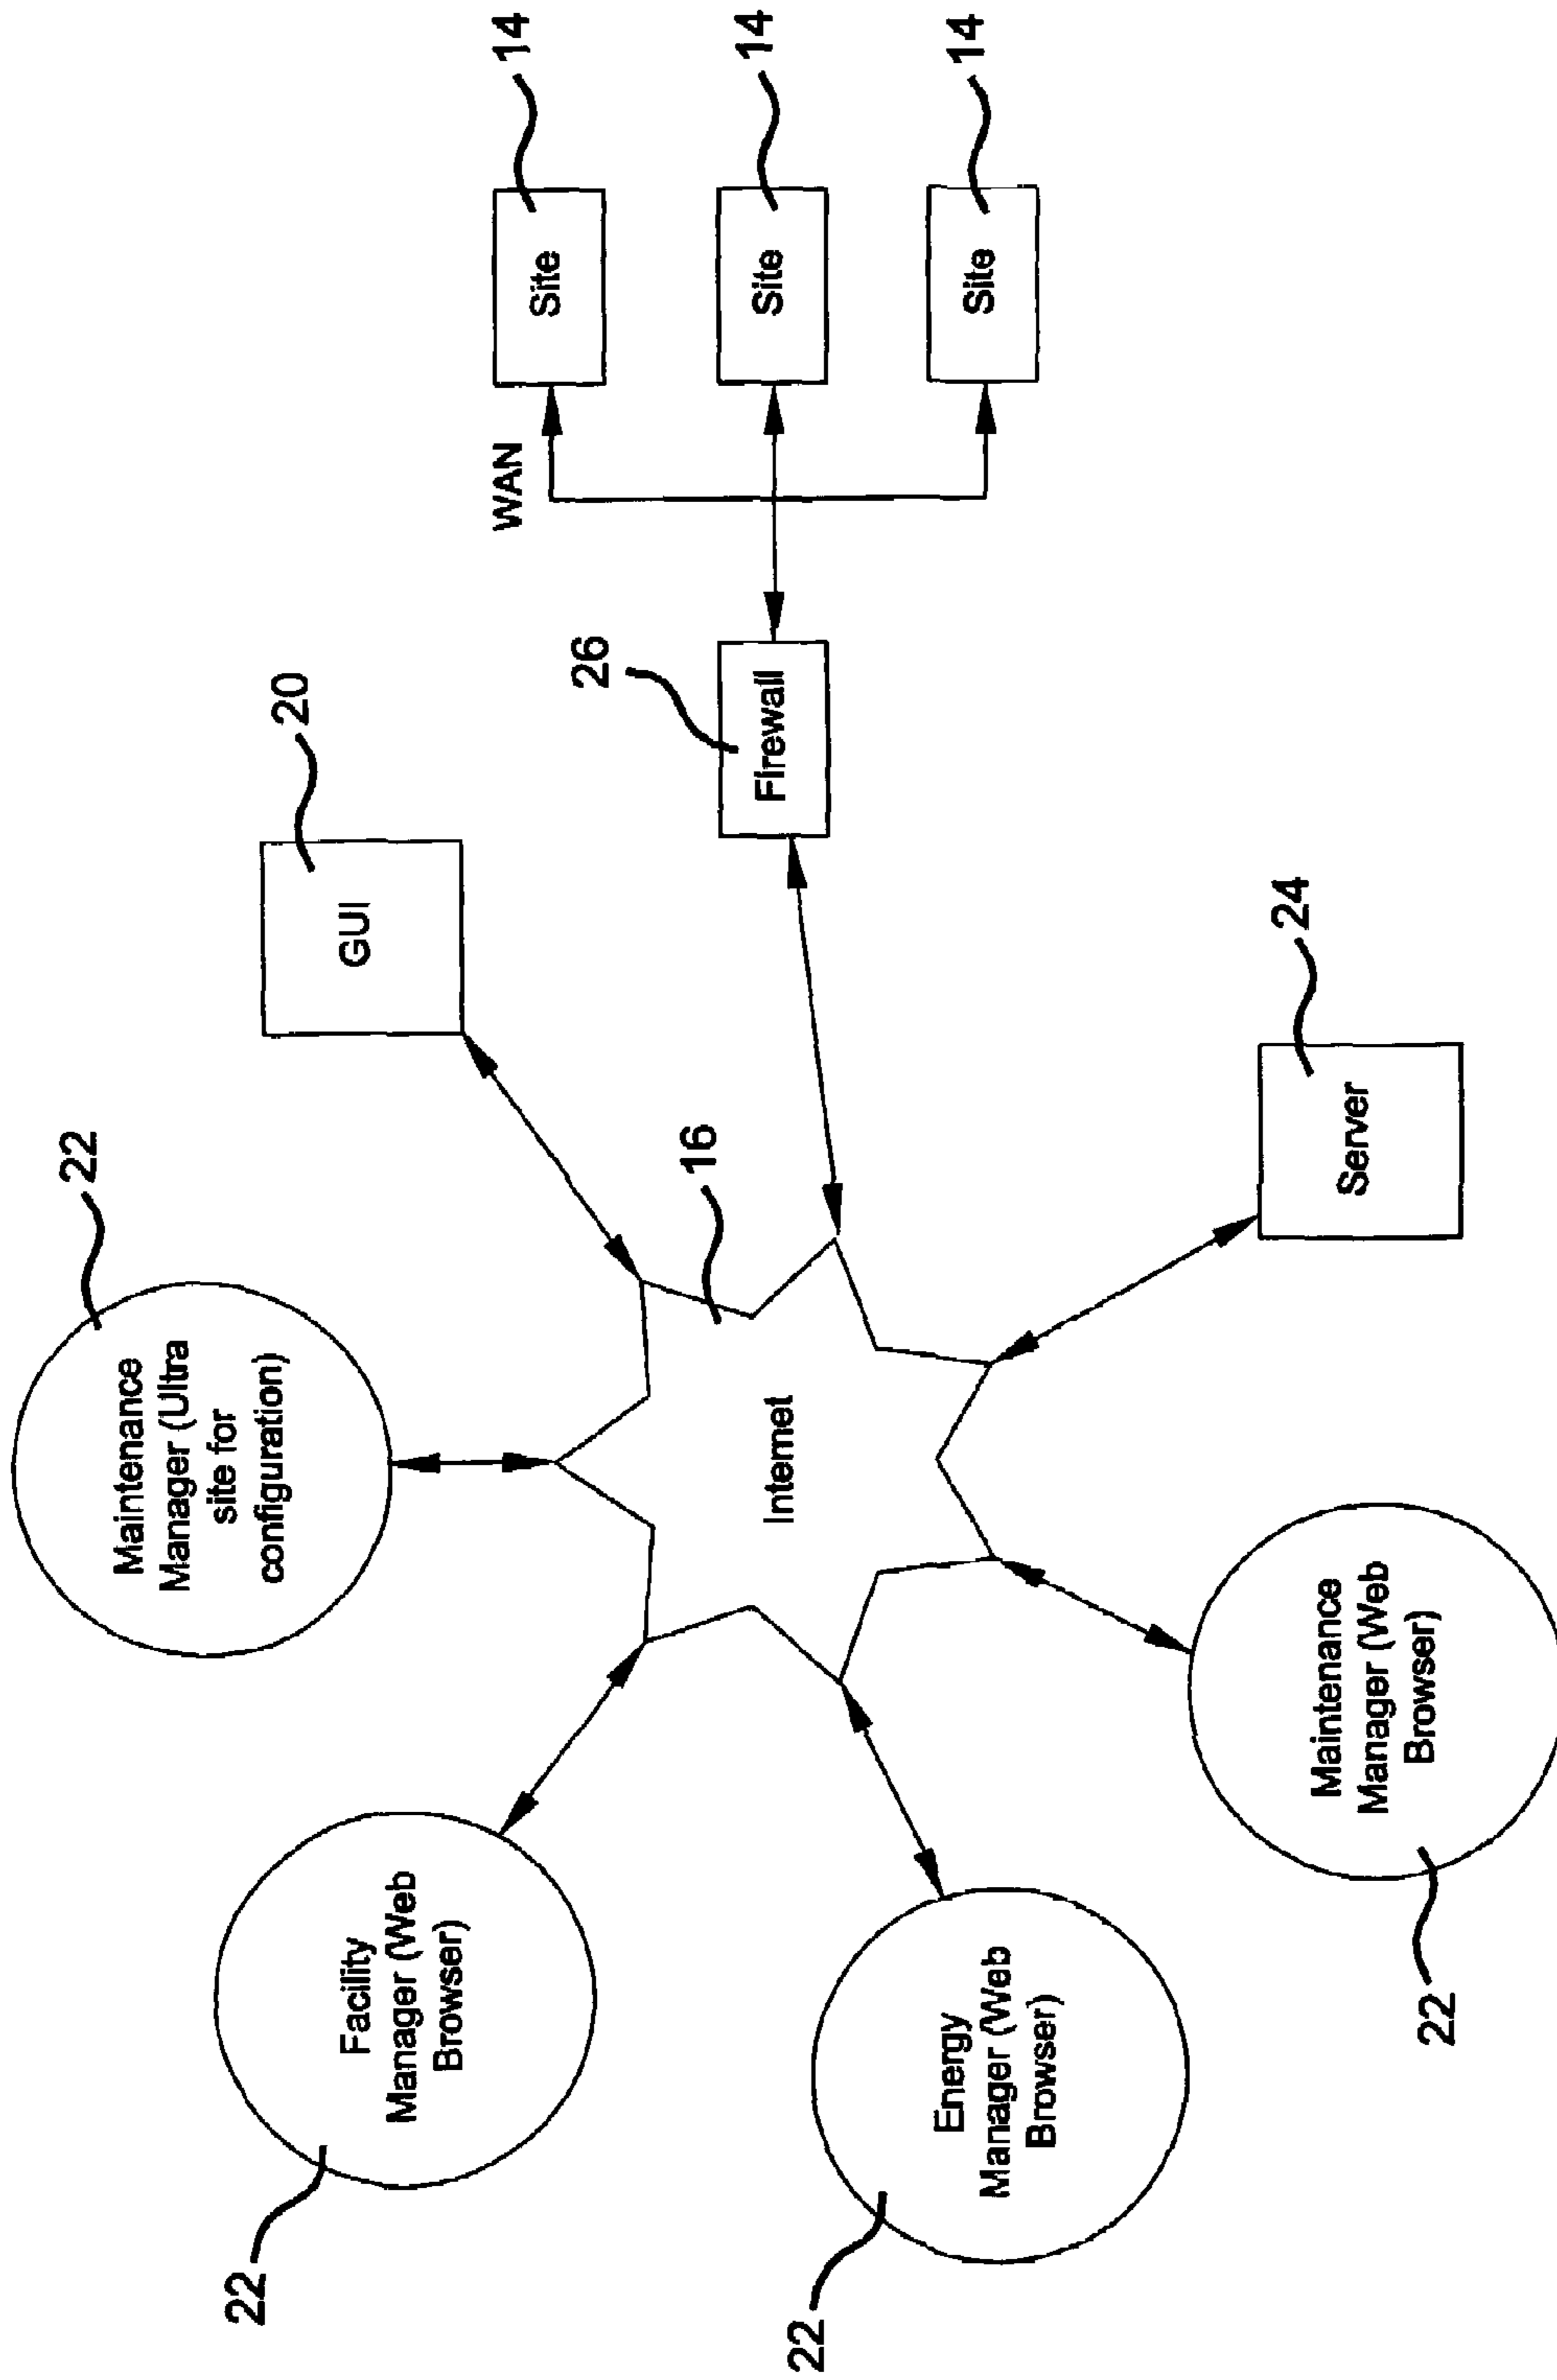 22
Maintenance
Manager (Ultra
site for
configuration)
22
Facility
Manager (Web
Browser)
20
GUI
WAN
14
Site
26
Firewall
14
Site
16
Internet
22
Energy
Manager (Web
Browser)
14
Site
24
Server
Maintenance
Manager (Web
Browser)
22